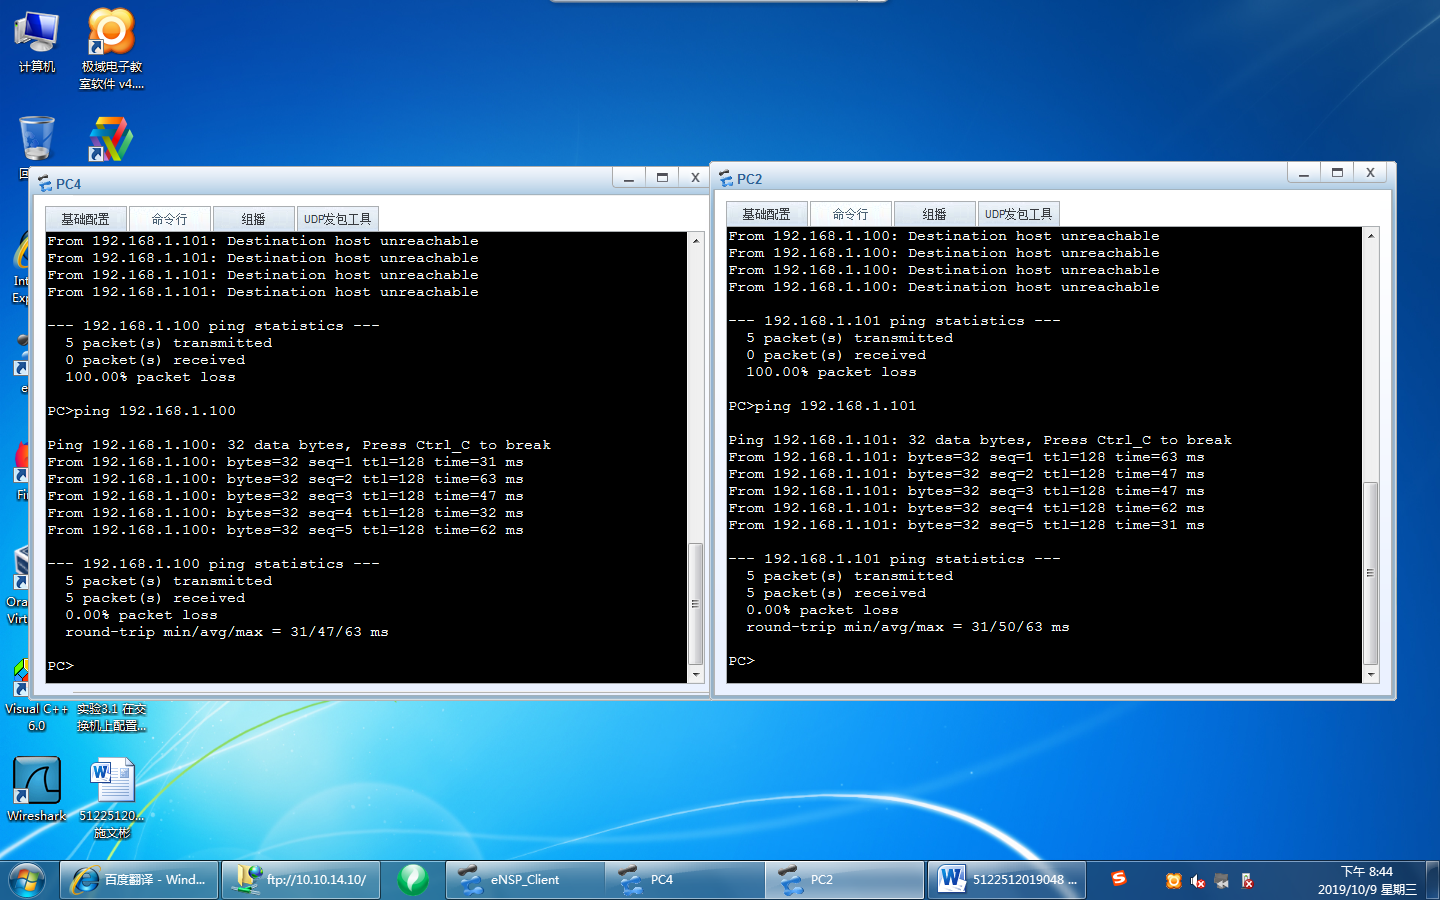 计算机
极域电子教
室软件 v4....
PC4
基础配置
命令行
组播
UDP发包工具
From 192.168.1.101: Destination host unreachable
From 192.168.1.101: Destination host unreachable
From 192.168.1.101: Destination host unreachable
From 192.168.1.101: Destination host unreachable
--- 192.168.1.100 ping statistics ---
5 packet(s) transmitted
0 packet(s) received
100.00% packet loss
PC>ping 192.168.1.100
Ping 192.168.1.100: 32 data bytes, Press Ctrl_C to break
From 192.168.1.100: bytes=32 seq=1 ttl=128 time=31 ms
From 192.168.1.100: bytes=32 seq=2 ttl=128 time=63 ms
From 192.168.1.100: bytes=32 seq=3 ttl=128 time=47 ms
From 192.168.1.100: bytes=32 seq=4 ttl=128 time=32 ms
From 192.168.1.100: bytes=32 seq=5 ttl=128 time=62 ms
--- 192.168.1.100 ping statistics ---
5 packet(s) transmitted
5 packet(s) received
0.00% packet loss
round-trip min/avg/max = 31/47/63 ms
PC>
PC2
基础配置
命令行
组播
UDP发包工具
From 192.168.1.100: Destination host unreachable
From 192.168.1.100: Destination host unreachable
From 192.168.1.100: Destination host unreachable
From 192.168.1.100: Destination host unreachable
--- 192.168.1.101 ping statistics ---
5 packet(s) transmitted
0 packet(s) received
100.00% packet loss
PC>ping 192.168.1.101
Ping 192.168.1.101: 32 data bytes, Press Ctrl_C to break
From 192.168.1.101: bytes=32 seq=1 ttl=128 time=63 ms
From 192.168.1.101: bytes=32 seq=2 ttl=128 time=47 ms
From 192.168.1.101: bytes=32 seq=3 ttl=128 time=47 ms
From 192.168.1.101: bytes=32 seq=4 ttl=128 time=62 ms
From 192.168.1.101: bytes=32 seq=5 ttl=128 time=31 ms
--- 192.168.1.101 ping statistics ---
5 packet(s) transmitted
5 packet(s) received
0.00% packet loss
round-trip min/avg/max = 31/50/63 ms
PC>
Int
Exp
e
Fi
Ora
Virt
Visual C++
6.0
实验3.1 在交
换机上配置...
Wireshark
51225120...
施文彬
百度翻译 - Wind...
ftp://10.10.14.10/
eNSP_Client
PC4
PC2
5122512019048 ...
下午 8:44
2019/10/9 星期三